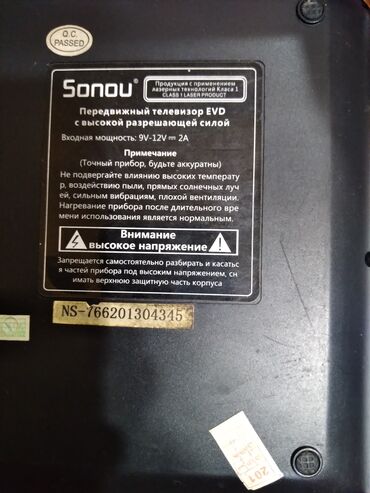 Q.C.
PASSED
Sonou
Продукция с применением
лазерных технологий Класа 1
CLASS 1 LASER PRODUCT
Передвижный телевизор EVD
с высокой разрешающей силой
Входная мощность: 9V-12V ⎓ 2A
Примечание
(Точный прибор, будьте аккуратны)
Не подвергайте влиянию высоких температу
р, воздействию пыли, прямых солнечных луч
ей, сильным вибрациям, плохой вентиляции.
Нагревание прибора после длительного вре
мени использования является нормальным.
Внимание
высокое напряжение
Запрещается самостоятельно разбирать и касатьс
я частей прибора под высоким напряжением, сн
имать верхнюю защитную часть корпуса
NS-766201304345
201